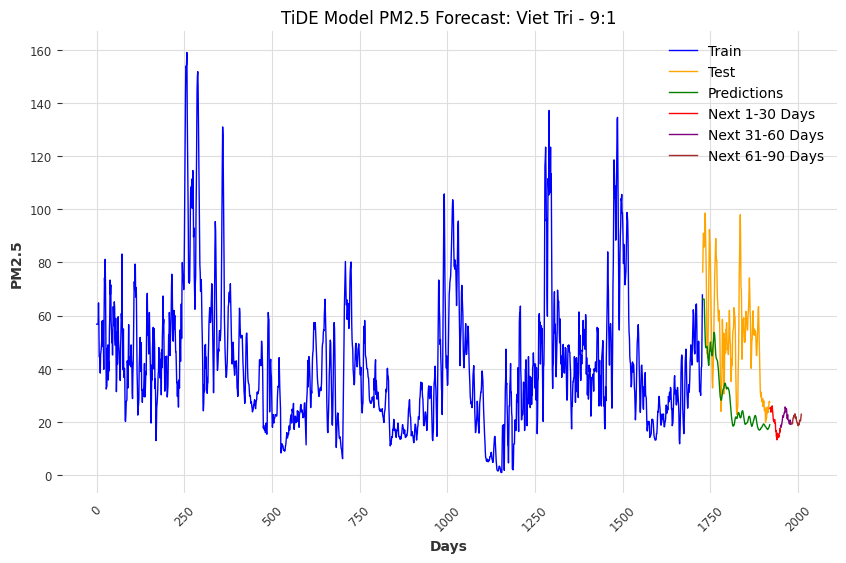 TiDE Model PM2.5 Forecast: Viet Tri - 9:1
160
140
120
100
80
60
40
20
0
PM2.5
Train
Test
Predictions
Next 1-30 Days
Next 31-60 Days
Next 61-90 Days
0
250
500
750
1000
1250
1500
1750
2000
Days